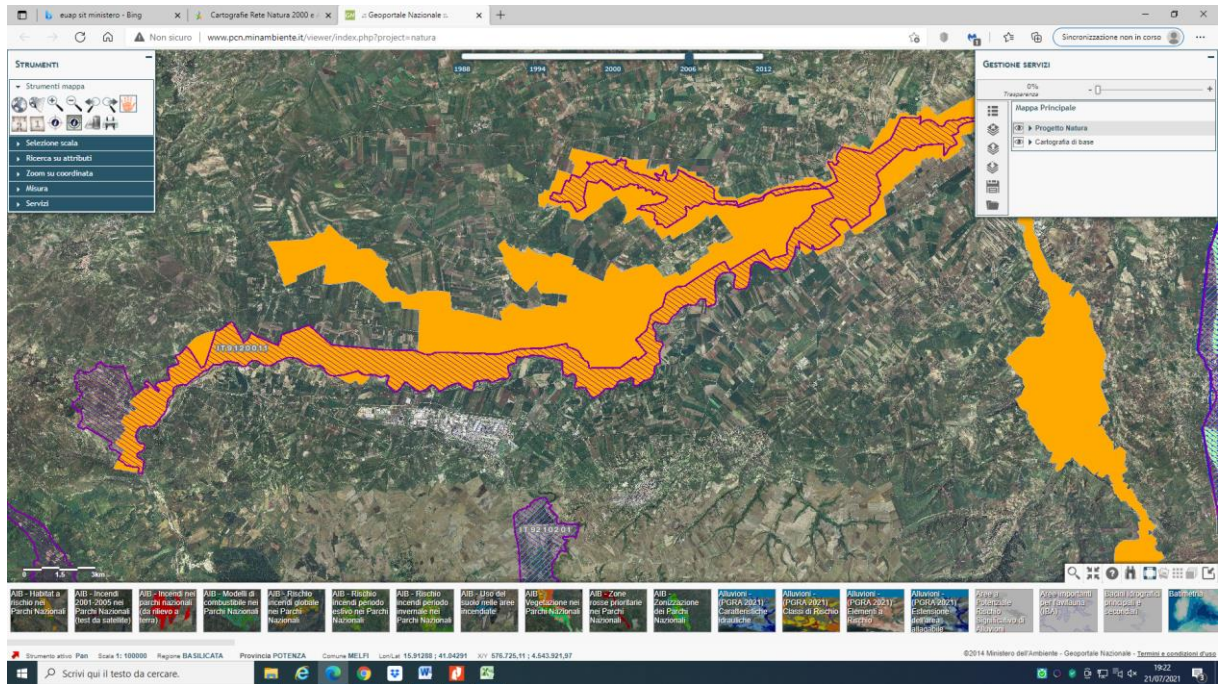 euap sit ministero - Bing
Cartografie Rete Natura 2000 e
.:: Geoportale Nazionale ::.
Non sicuro | www.pcn.minambiente.it/viewer/index.php?project=natura
Sincronizzazione non in corso
STRUMENTI
Strumenti mappa
Selezione scala
Ricerca su attributi
Zoom su coordinata
Misura
Servizi
1988 1994 2000 2006 2012
GESTIONE SERVIZI
0%
Trasparenza
Mappa Principale
Progetto Natura
Cartografia di base
IT9120011
IT9210201
0 1.5 3km
AIB - Habitat a rischio nei Parchi Nazionali
AIB - Incendi 2001-2005 nei Parchi Nazionali (test da satellite)
AIB - Incendi nei parchi nazionali (da rilievo a terra)
AIB - Modelli di combustibile nei Parchi Nazionali
AIB - Rischio incendi globale nei Parchi Nazionali
AIB - Rischio incendi periodo estivo nei Parchi Nazionali
AIB - Rischio incendi periodo invernale nei Parchi Nazionali
AIB - Uso del suolo nelle aree incendiate
AIB - Vegetazione nei Parchi Nazionali
AIB - Zone rosse prioritarie nei Parchi Nazionali
AIB - Zonizzazione dei Parchi Nazionali
Alluvioni - (PGRA 2021) Caratteristiche Idrauliche
Alluvioni - (PGRA 2021) Classi di Rischio
Alluvioni - (PGRA 2021) Elementi a Rischio
Alluvioni - (PGRA 2021) Estensione dell'area allagabile
Aree a Potenziale Rischio Significativo di Alluvioni
Aree importanti per l'avifauna (IBA)
Bacini idrografici principali e secondari
Batimetria
Strumento attivo Pan Scala 1: 100000 Regione BASILICATA Provincia POTENZA Comune MELFI Lon/Lat 15.91288 ; 41.04291 X/Y 576.725,11 ; 4.543.921,97
©2014 Ministero dell'Ambiente - Geoportale Nazionale - Termini e condizioni d'uso
Scrivi qui il testo da cercare.
19:22
21/07/2021